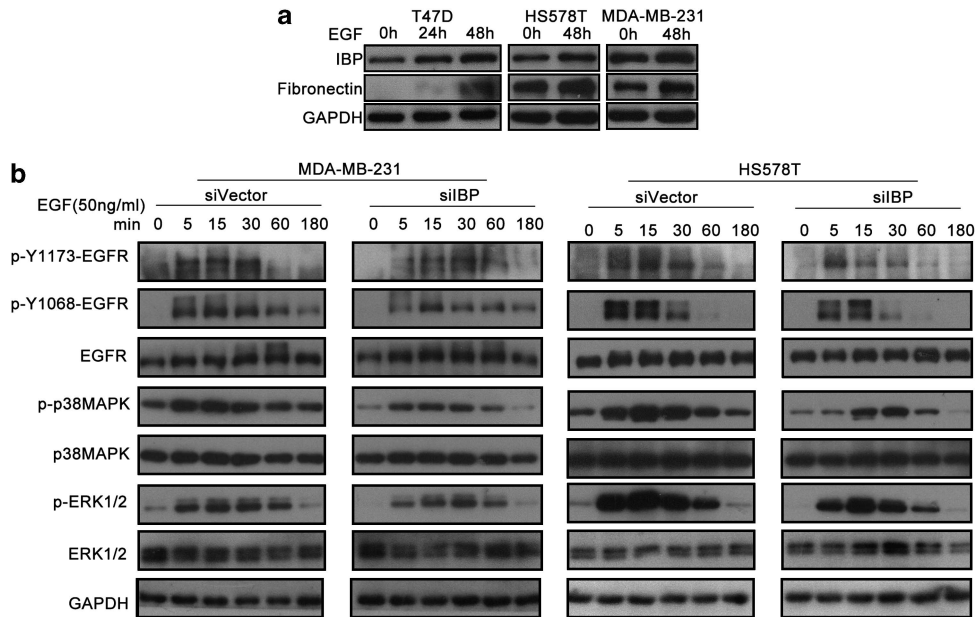 a
T47D HS578T MDA-MB-231
EGF 0h 24h 48h 0h 48h 0h 48h
IBP
Fibronectin
GAPDH
b
MDA-MB-231 HS578T
siVector siIBP siVector siIBP
EGF(50ng/ml)
min 0 5 15 30 60 180 0 5 15 30 60 180 0 5 15 30 60 180 0 5 15 30 60 180
p-Y1173-EGFR
p-Y1068-EGFR
EGFR
p-p38MAPK
p38MAPK
p-ERK1/2
ERK1/2
GAPDH